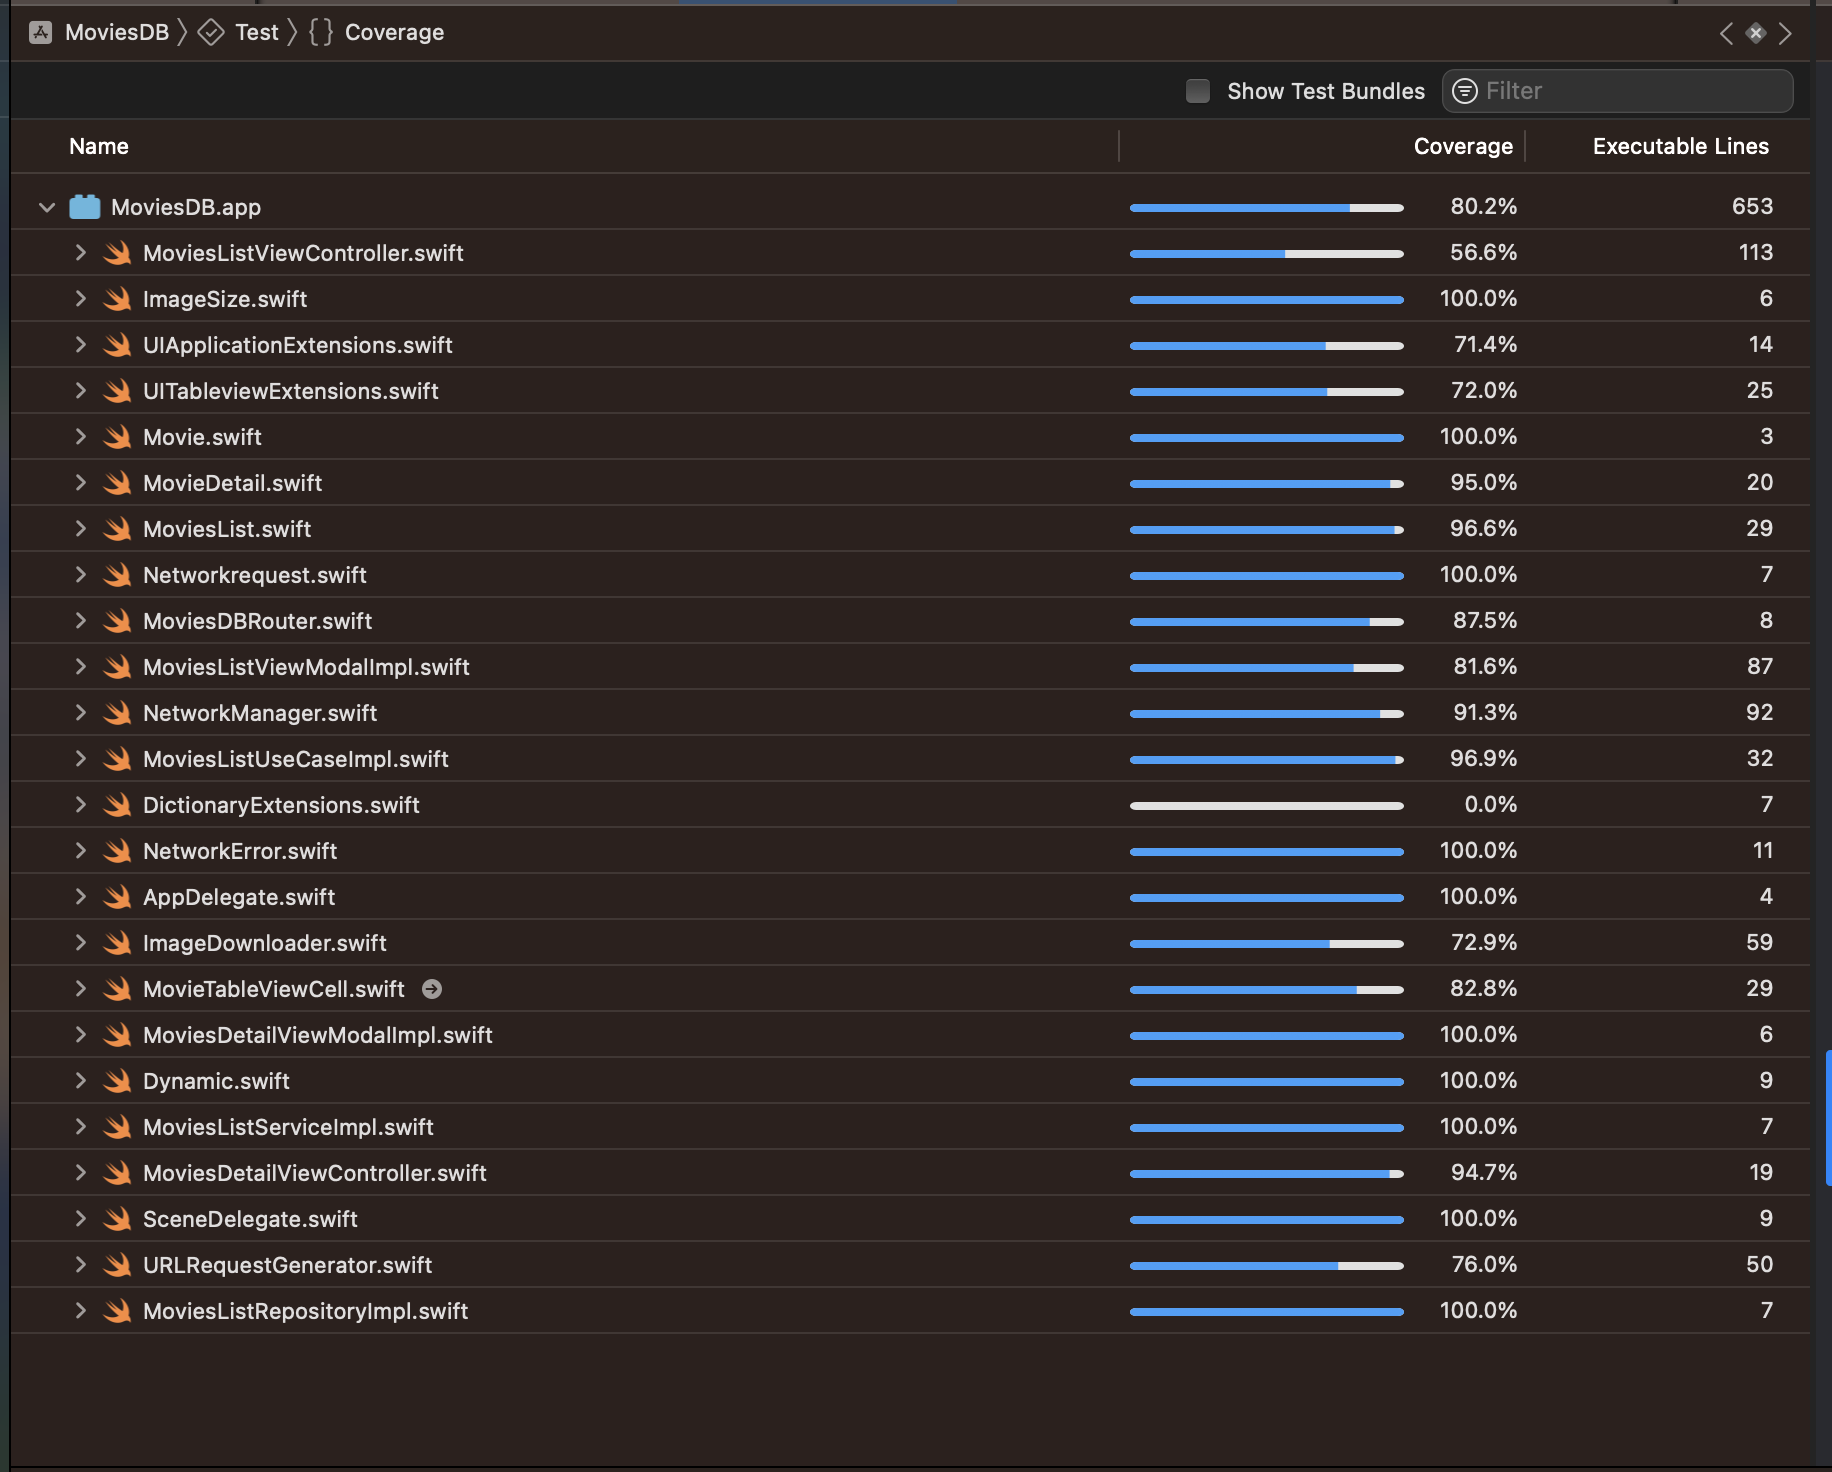 MoviesDB Test {} Coverage
Show Test Bundles Filter
Name Coverage Executable Lines
MoviesDB.app 80.2% 653
MoviesListViewController.swift 56.6% 113
ImageSize.swift 100.0% 6
UIApplicationExtensions.swift 71.4% 14
UITableviewExtensions.swift 72.0% 25
Movie.swift 100.0% 3
MovieDetail.swift 95.0% 20
MoviesList.swift 96.6% 29
Networkrequest.swift 100.0% 7
MoviesDBRouter.swift 87.5% 8
MoviesListViewModalImpl.swift 81.6% 87
NetworkManager.swift 91.3% 92
MoviesListUseCaseImpl.swift 96.9% 32
DictionaryExtensions.swift 0.0% 7
NetworkError.swift 100.0% 11
AppDelegate.swift 100.0% 4
ImageDownloader.swift 72.9% 59
MovieTableViewCell.swift 82.8% 29
MoviesDetailViewModalImpl.swift 100.0% 6
Dynamic.swift 100.0% 9
MoviesListServiceImpl.swift 100.0% 7
MoviesDetailViewController.swift 94.7% 19
SceneDelegate.swift 100.0% 9
URLRequestGenerator.swift 76.0% 50
MoviesListRepositoryImpl.swift 100.0% 7